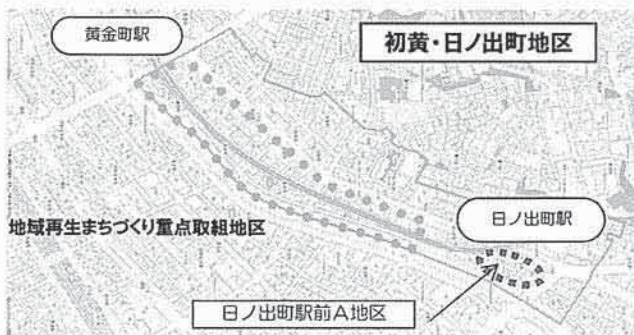 黄金町駅
初黄・日ノ出町地区
地域再生まちづくり重点取組地区
日ノ出町駅
日ノ出町駅前A地区